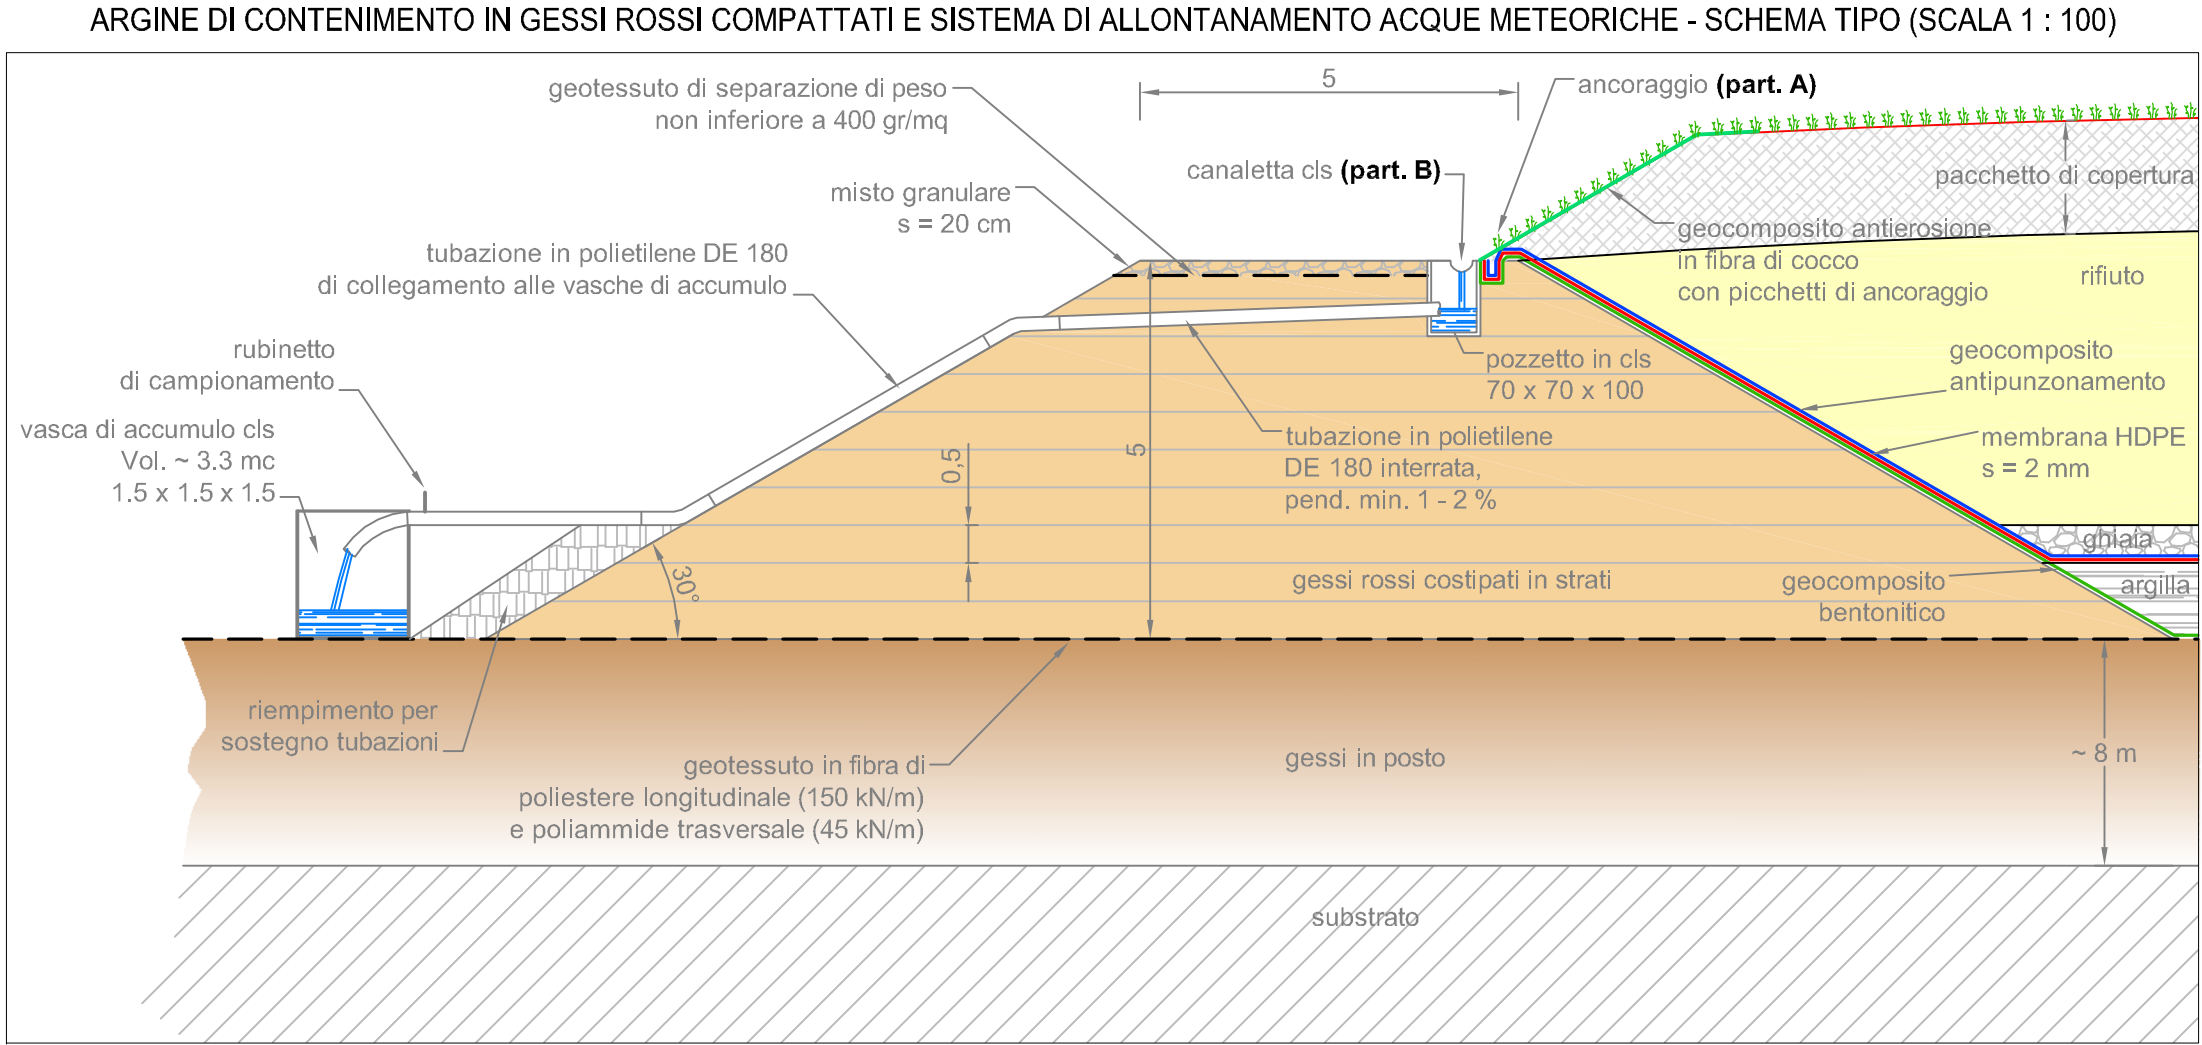 ARGINE DI CONTENIMENTO IN GESSI ROSSI COMPATTATI E SISTEMA DI ALLONTANAMENTO ACQUE METEORICHE - SCHEMA TIPO (SCALA 1 : 100)
geotessuto di separazione di peso
non inferiore a 400 gr/mq
5
ancoraggio (part. A)
canaletta cls (part. B)
misto granulare
s = 20 cm
pacchetto di copertura
tubazione in polietilene DE 180
di collegamento alle vasche di accumulo
geocomposito antierosione
in fibra di cocco
con picchetti di ancoraggio
rifiuto
rubinetto
di campionamento
pozzetto in cls
70 x 70 x 100
geocomposito
antipunzonamento
vasca di accumulo cls
Vol. ~ 3.3 mc
1.5 x 1.5 x 1.5
0,5
5
tubazione in polietilene
DE 180 interrata,
pend. min. 1 - 2 %
membrana HDPE
s = 2 mm
ghiaia
30°
gessi rossi costipati in strati
geocomposito
bentonitico
argilla
riempimento per
sostegno tubazioni
geotessuto in fibra di
poliestere longitudinale (150 kN/m)
e poliammide trasversale (45 kN/m)
gessi in posto
~ 8 m
substrato